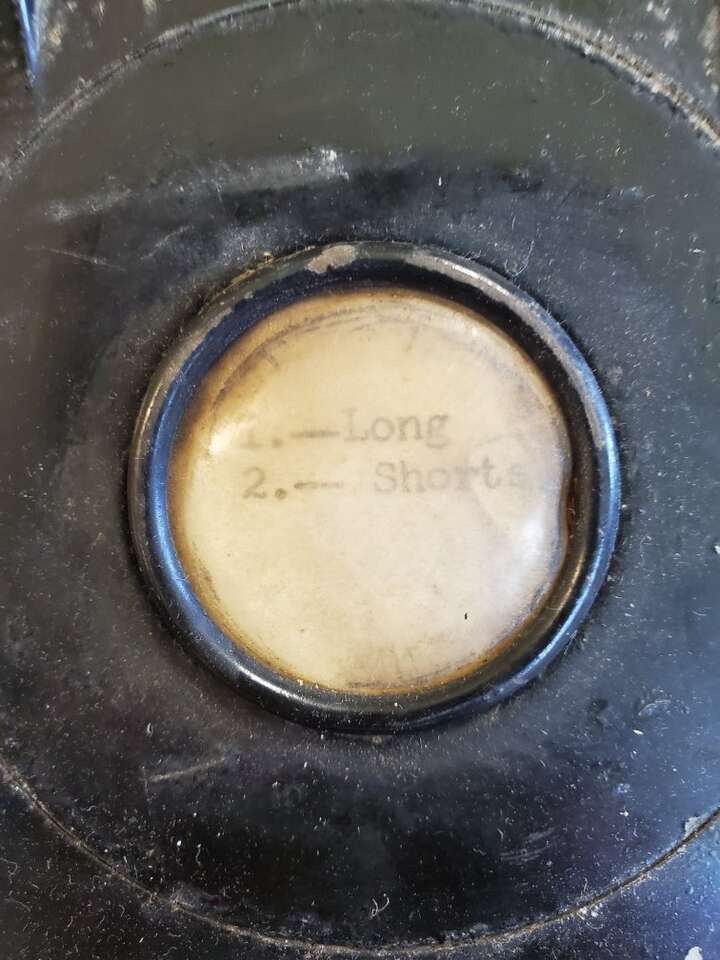 1.—Long
2.—— Shorts